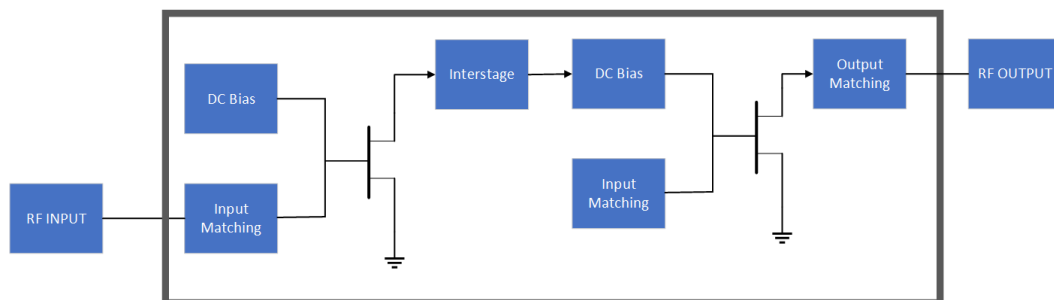 RF INPUT
DC Bias
Input
Matching
Interstage
DC Bias
Input
Matching
Output
Matching
RF OUTPUT